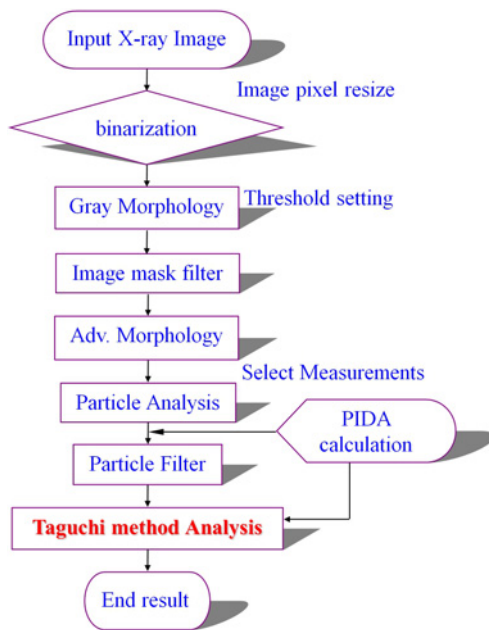 Input X-ray Image
Image pixel resize
binarization
Gray Morphology
Threshold setting
Image mask filter
Adv. Morphology
Select Measurements
Particle Analysis
PIDA
calculation
Particle Filter
Taguchi method Analysis
End result